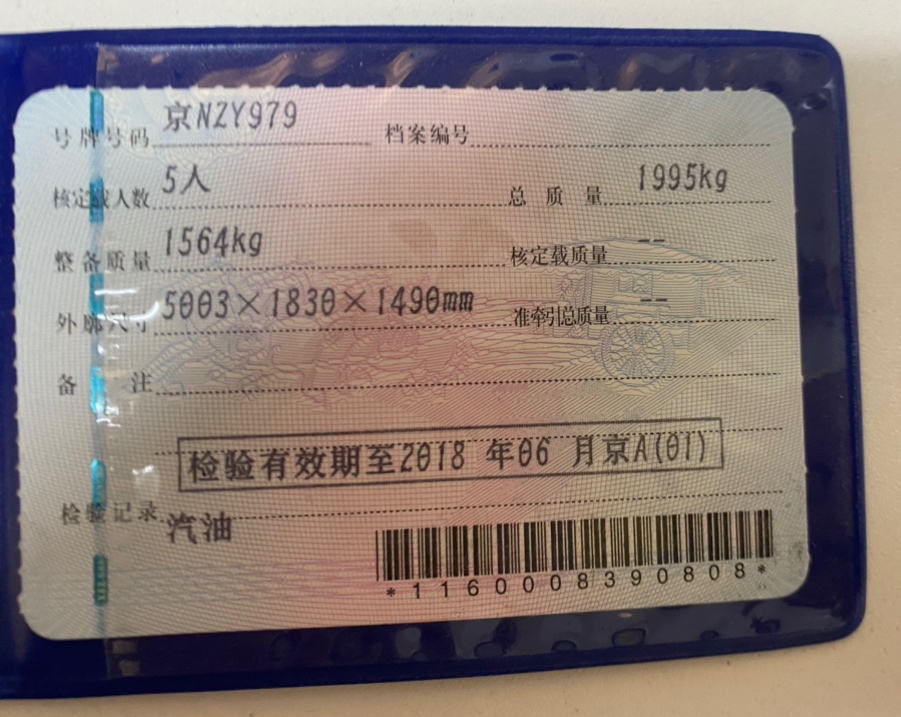 号牌号码 京NZY979 档案编号
核定载人数 5人 总质量 1995kg
整备质量 1564kg 核定载质量 --
外廓尺寸 5003×1830×1490mm 准牵引总质量 --
备注
检验有效期至2018 年06 月京A(01)
检验记录
汽油
*1160008390808*